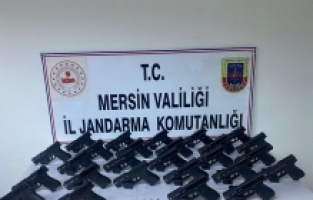 T.C.
MERSİN VALİLİĞİ
İL JANDARMA KOMUTANLIĞI